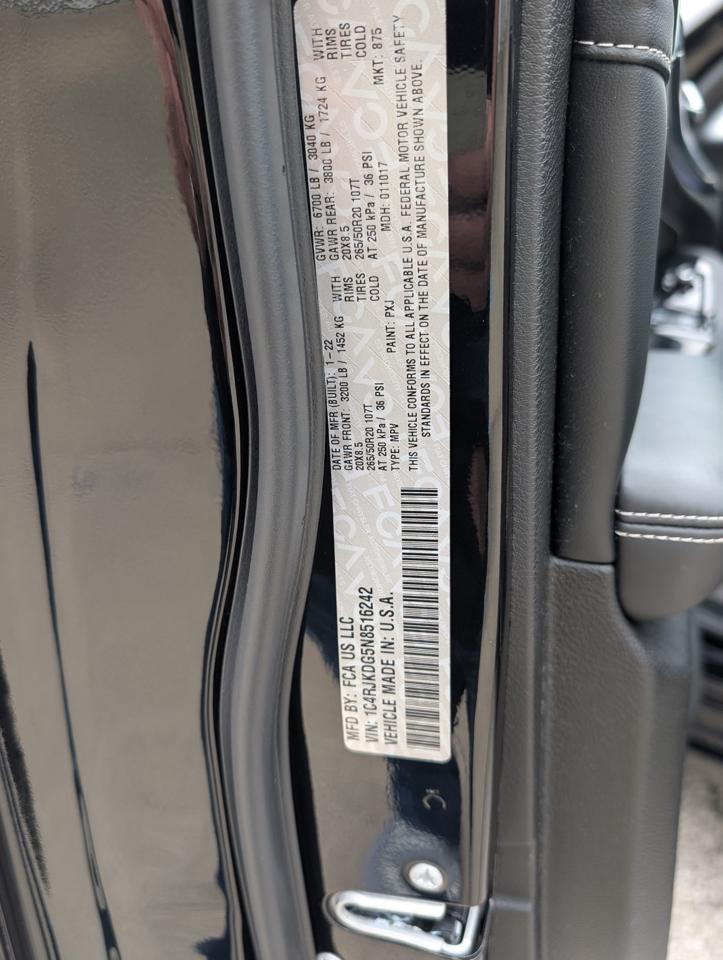 MFD BY: FCA US LLC
VIN: 1C4RJKDG5N8516242
VEHICLE MADE IN: U.S.A.
DATE OF MFR (BUILT): 1-22
GAWR FRONT: 3200 LB / 1452 KG WITH
20X8.5 RIMS
265/50R20 107T TIRES
AT 250 kPa / 36 PSI COLD
TYPE: MPV PAINT: PXJ
GVWR: 6700 LB / 3040 KG
GAWR REAR: 3800 LB / 1724 KG WITH
20X8.5 RIMS
265/50R20 107T TIRES
AT 250 kPa / 36 PSI COLD
MDH: 011017 MKT: 875
THIS VEHICLE CONFORMS TO ALL APPLICABLE U.S.A. FEDERAL MOTOR VEHICLE SAFETY
STANDARDS IN EFFECT ON THE DATE OF MANUFACTURE SHOWN ABOVE.
FCA